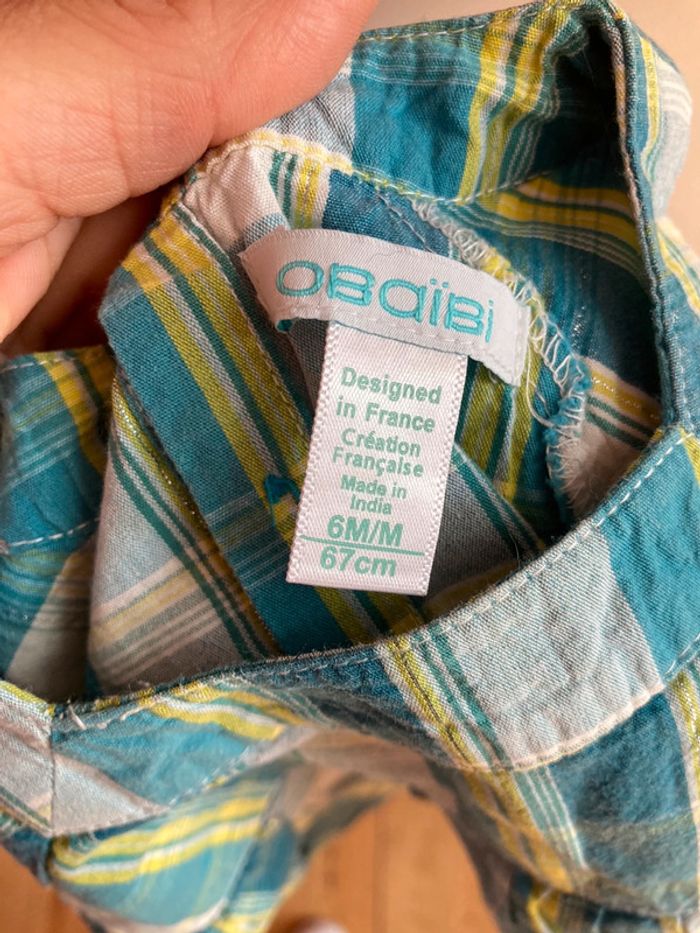 OBaïBi
Designed
in France
Création
Française
Made in
India
6M/M
67cm